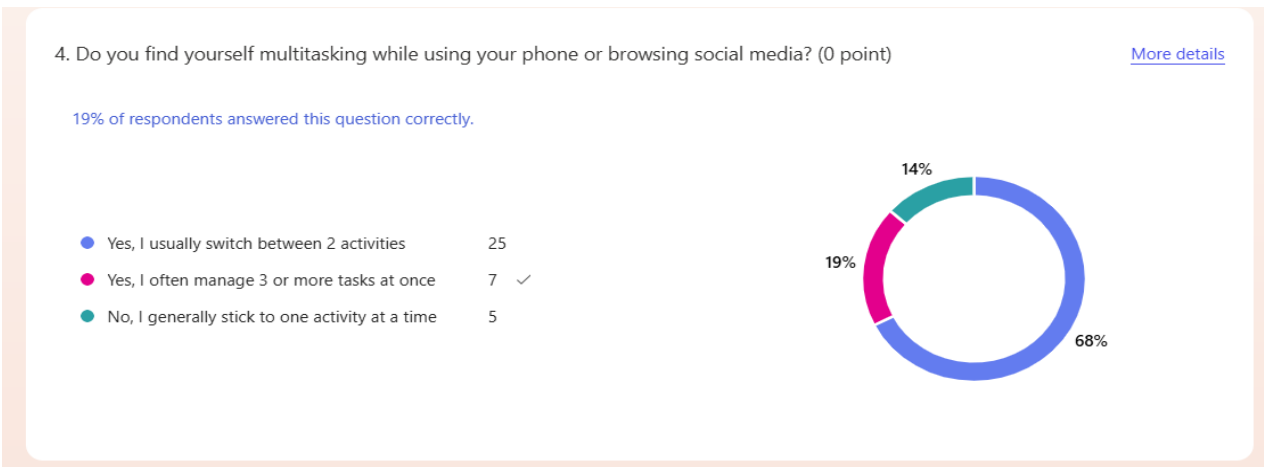 4. Do you find yourself multitasking while using your phone or browsing social media? (0 point)
More details
19% of respondents answered this question correctly.
Yes, I usually switch between 2 activities 25
Yes, I often manage 3 or more tasks at once 7
No, I generally stick to one activity at a time 5
14%
19%
68%